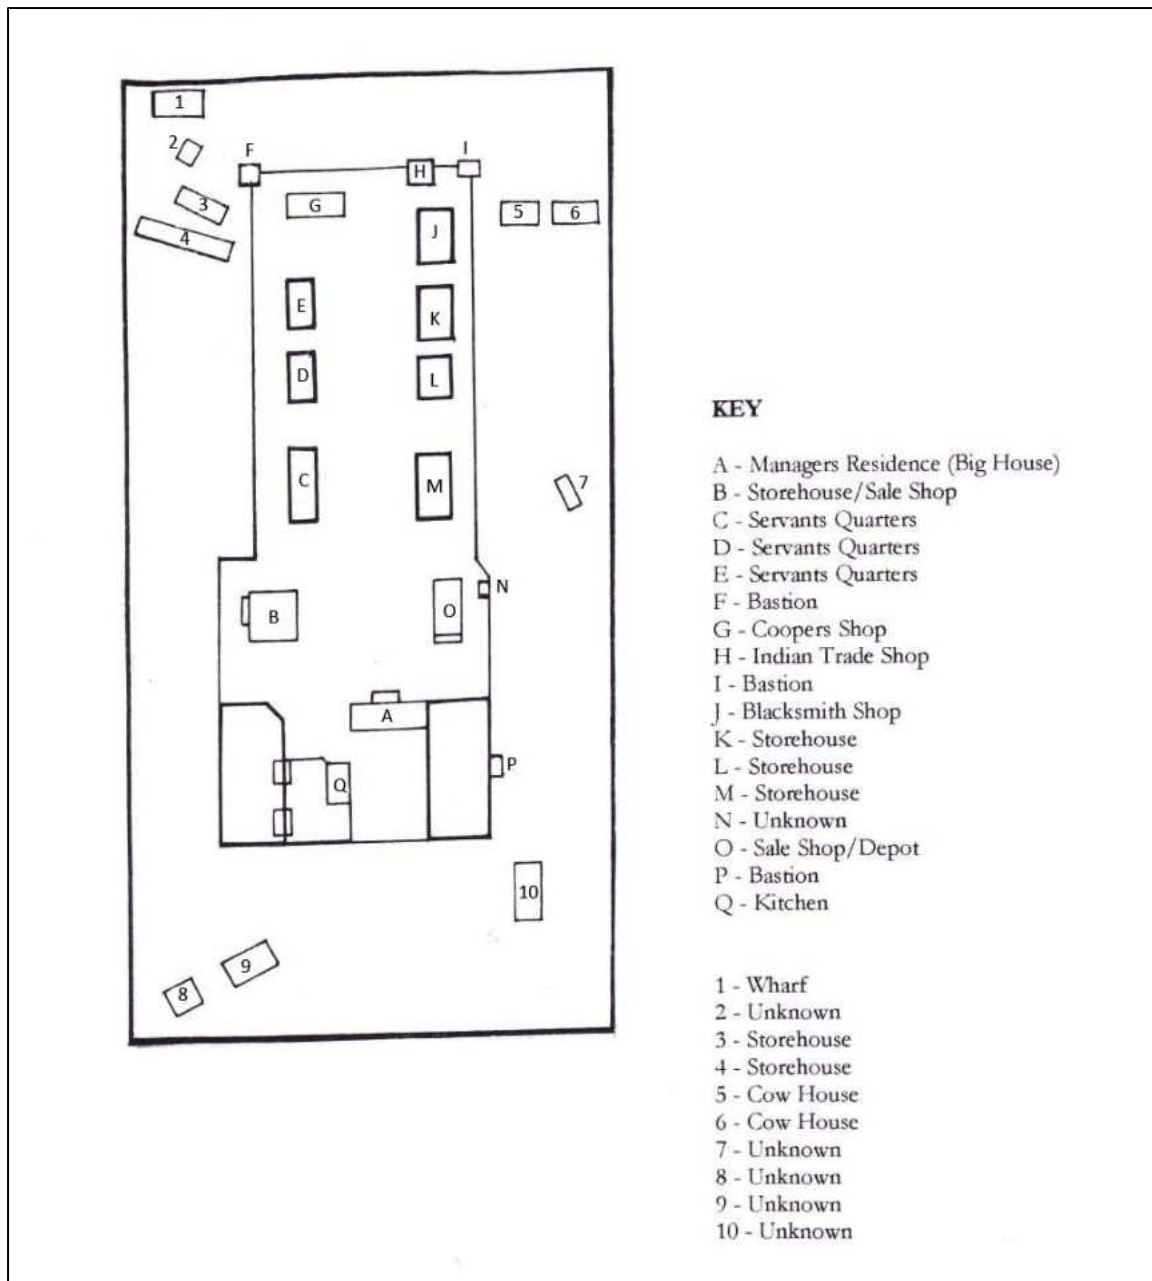 1
2
F
I
H
3
G
5
6
J
4
E
K
D
L
C
M
7
N
B
O
A
P
Q
10
9
8
KEY
A - Managers Residence (Big House)
B - Storehouse/Sale Shop
C - Servants Quarters
D - Servants Quarters
E - Servants Quarters
F - Bastion
G - Coopers Shop
H - Indian Trade Shop
I - Bastion
J - Blacksmith Shop
K - Storehouse
L - Storehouse
M - Storehouse
N - Unknown
O - Sale Shop/Depot
P - Bastion
Q - Kitchen
1 - Wharf
2 - Unknown
3 - Storehouse
4 - Storehouse
5 - Cow House
6 - Cow House
7 - Unknown
8 - Unknown
9 - Unknown
10 - Unknown